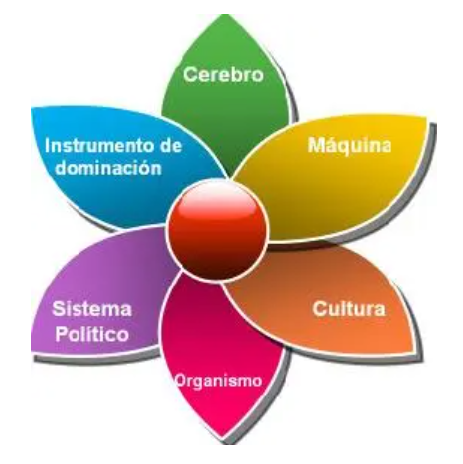 Cerebro
Máquina
Instrumento de
dominación
Cultura
Sistema
Político
Organismo